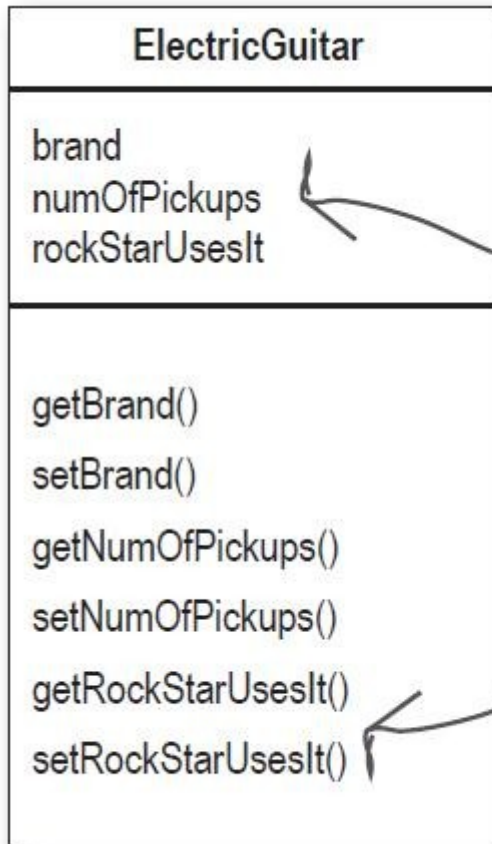 ElectricGuitar
brand
numOfPickups
rockStarUsesIt
getBrand()
setBrand()
getNumOfPickups()
setNumOfPickups()
getRockStarUsesIt()
setRockStarUsesIt()